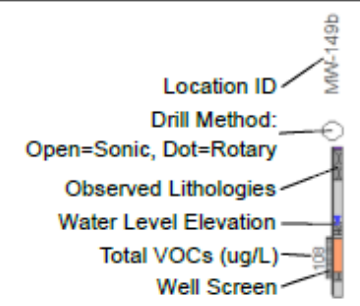 MW-149b
Location ID
Drill Method:
Open=Sonic, Dot=Rotary
Observed Lithologies
Water Level Elevation
Total VOCs (ug/L)
108
Well Screen